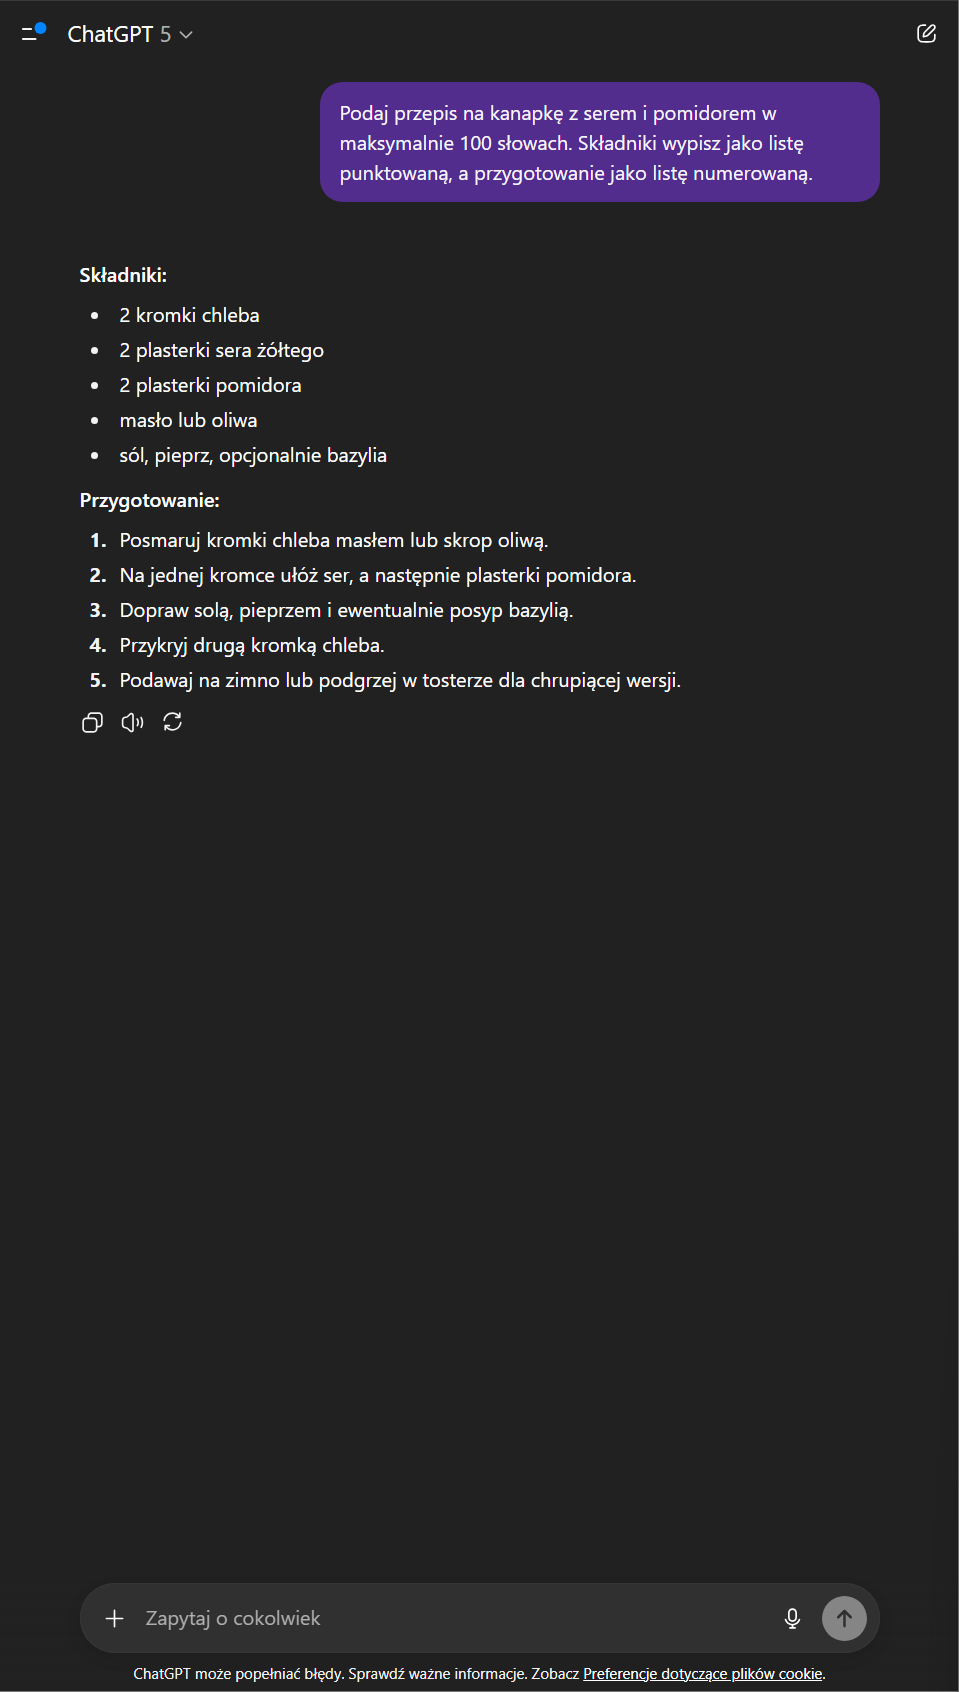 ChatGPT 5
Podaj przepis na kanapkę z serem i pomidorem w
maksymalnie 100 słowach. Składniki wypisz jako listę
punktowaną, a przygotowanie jako listę numerowaną.
Składniki:
• 2 kromki chleba
• 2 plasterki sera żółtego
• 2 plasterki pomidora
• masło lub oliwa
• sól, pieprz, opcjonalnie bazylia
Przygotowanie:
1. Posmaruj kromki chleba masłem lub skrop oliwą.
2. Na jednej kromce ułóż ser, a następnie plasterki pomidora.
3. Dopraw solą, pieprzem i ewentualnie posyp bazylią.
4. Przykryj drugą kromką chleba.
5. Podawaj na zimno lub podgrzej w tosterze dla chrupiącej wersji.
Zapytaj o cokolwiek
ChatGPT może popełniać błędy. Sprawdź ważne informacje. Zobacz Preferencje dotyczące plików cookie.